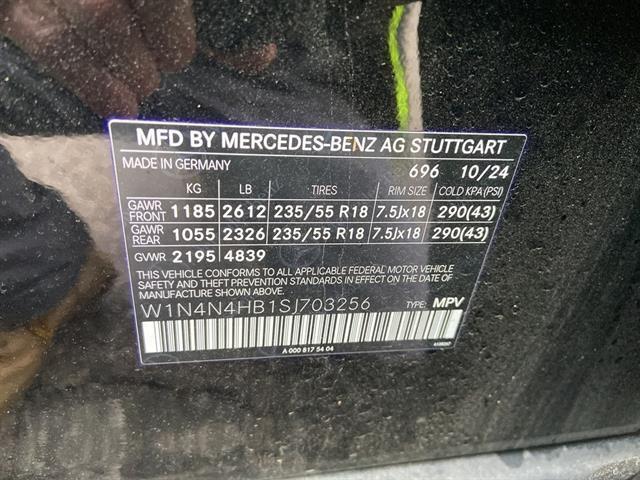 MFD BY MERCEDES-BENZ AG STUTTGART
MADE IN GERMANY 696 10/24
KG LB TIRES RIM SIZE COLD KPA(PSI)
GAWR FRONT 1185 2612 235/55 R18 7.5Jx18 290(43)
GAWR REAR 1055 2326 235/55 R18 7.5Jx18 290(43)
GVWR 2195 4839
THIS VEHICLE CONFORMS TO ALL APPLICABLE FEDERAL MOTOR VEHICLE
SAFETY AND THEFT PREVENTION STANDARDS IN EFFECT ON THE DATE OF
MANUFACTURE SHOWN ABOVE.
W1N4N4HB1SJ703256 TYPE: MPV
A 000 817 54 04